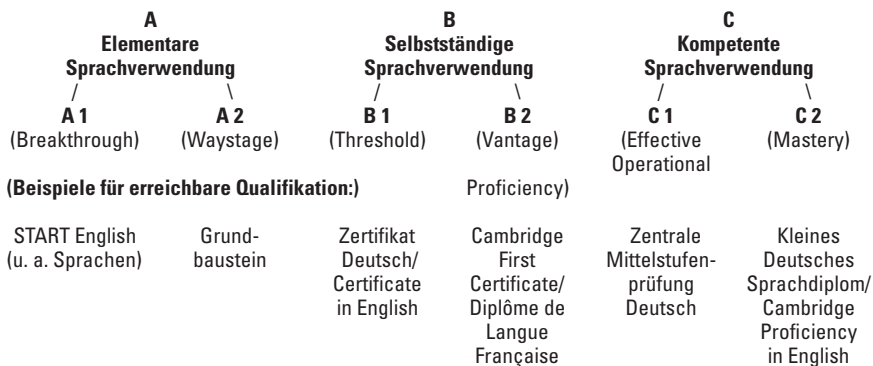 A B C
Elementare Selbstständige Kompetente
Sprachverwendung Sprachverwendung Sprachverwendung
/ \ / \ / \
A 1 A 2 B 1 B 2 C 1 C 2
(Breakthrough) (Waystage) (Threshold) (Vantage) (Effective (Mastery)
Operational
(Beispiele für erreichbare Qualifikation:) Proficiency)
START English Grund- Zertifikat Cambridge Zentrale Kleines
(u. a. Sprachen) baustein Deutsch/ First Mittelstufen- Deutsches
Certificate Certificate/ prüfung Sprachdiplom/
in English Diplôme de Deutsch Cambridge
Langue Proficiency
Française in English